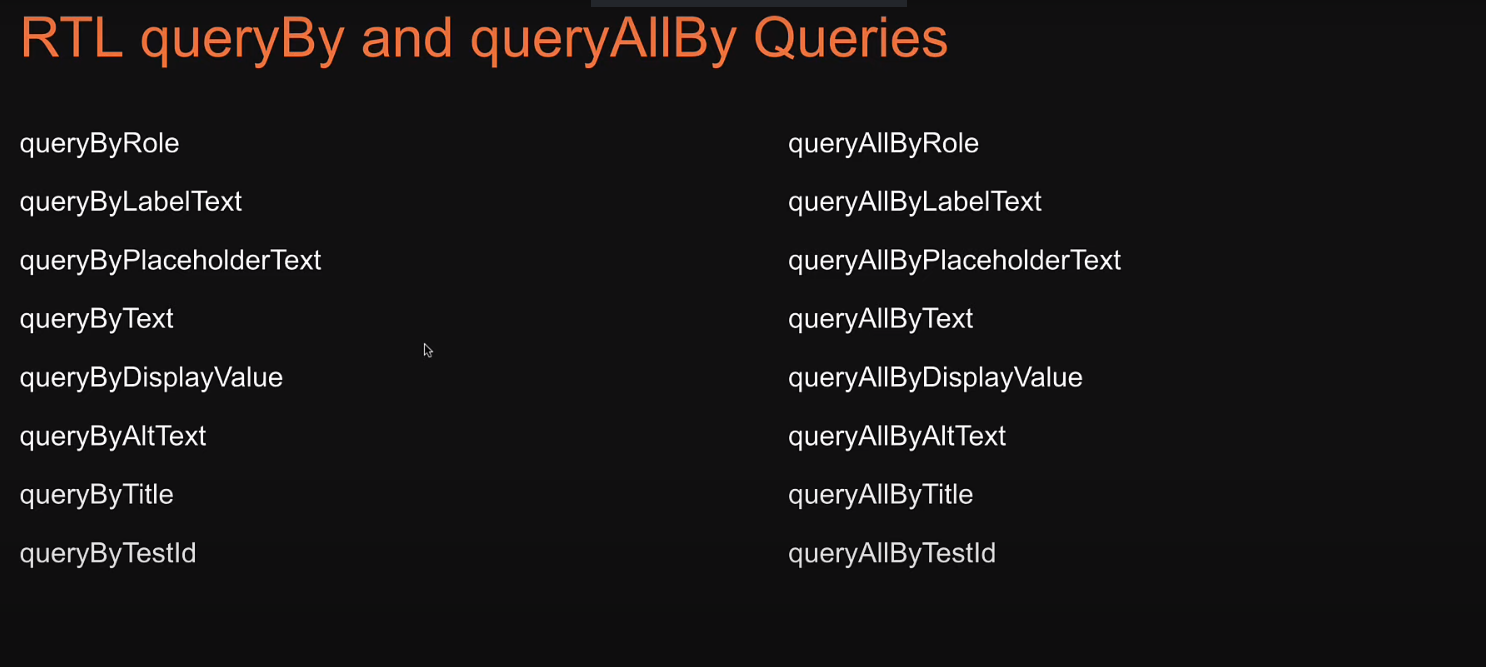 RTL queryBy and queryAllBy Queries
queryByRole
queryByLabelText
queryByPlaceholderText
queryByText
queryByDisplayValue
queryByAltText
queryByTitle
queryByTestId
queryAllByRole
queryAllByLabelText
queryAllByPlaceholderText
queryAllByText
queryAllByDisplayValue
queryAllByAltText
queryAllByTitle
queryAllByTestId